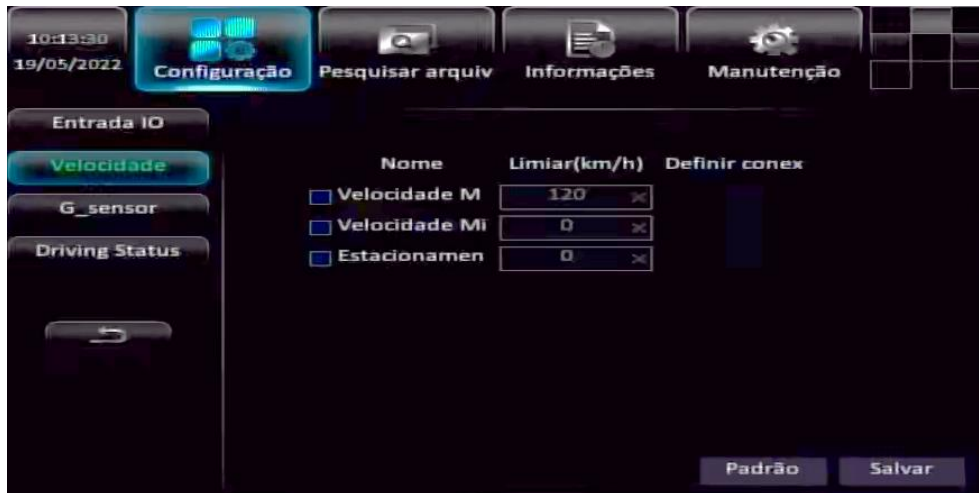 10:13:30
19/05/2022
Configuração
Pesquisar arquiv
Informações
Manutenção
Entrada IO
Velocidade
G_sensor
Driving Status
Nome Limiar(km/h) Definir conex
Velocidade M 120
Velocidade Mi 0
Estacionamen 0
Padrão Salvar